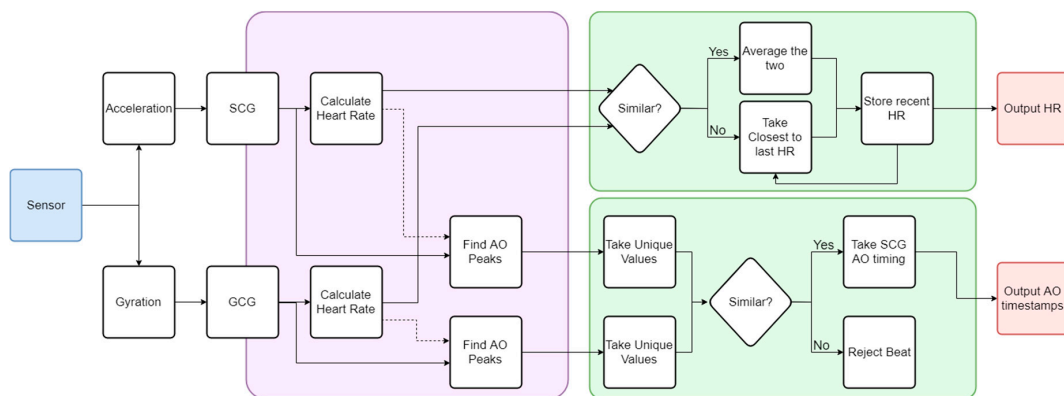 Sensor
Acceleration
Gyration
SCG
GCG
Calculate
Heart Rate
Calculate
Heart Rate
Find AO
Peaks
Find AO
Peaks
Similar?
Yes
No
Average the
two
Take
Closest to
last HR
Store recent
HR
Output HR
Take Unique
Values
Take Unique
Values
Similar?
Yes
No
Take SCG
AO timing
Reject Beat
Output AO
timestamps